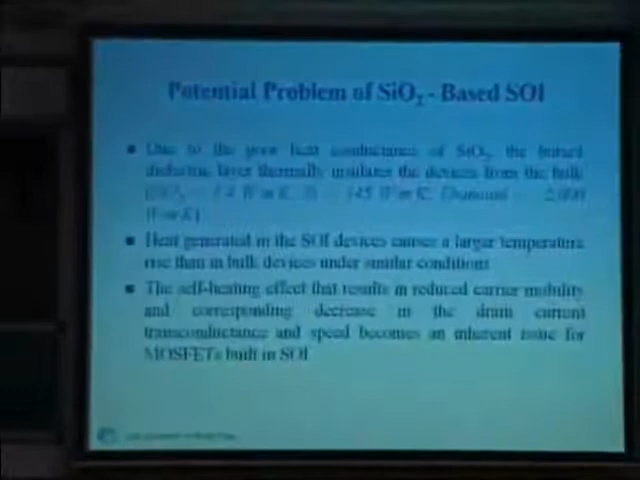 Potential Problem of SiO₂ - Based SOI
Due to the poor heat conductance of SiO₂, the buried
dielectric layer thermally insulates the devices from the bulk
W/m K, Si 145 W/m K, Diamond
W/m K)
Heat generated in the SOI devices causes a larger temperature
rise than in bulk devices under similar conditions
The self-heating effect that results in reduced carrier mobility
and corresponding decrease in the drain current
transconductance and speed becomes an inherent issue for
MOSFETs built in SOI